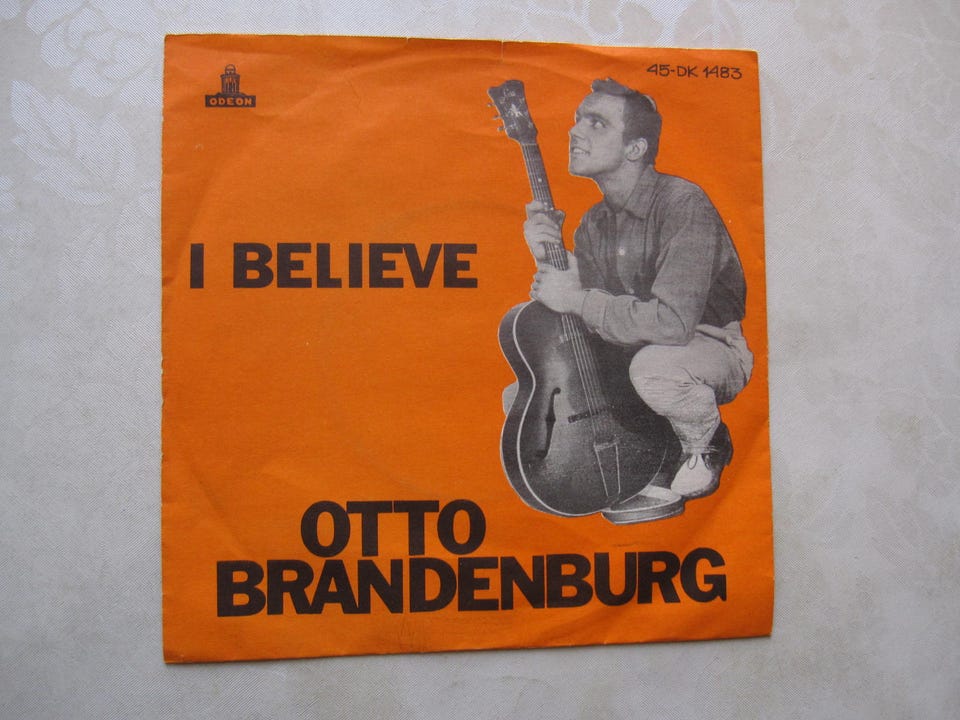 ODEON
45-DK 1483
I BELIEVE
OTTO
BRANDENBURG